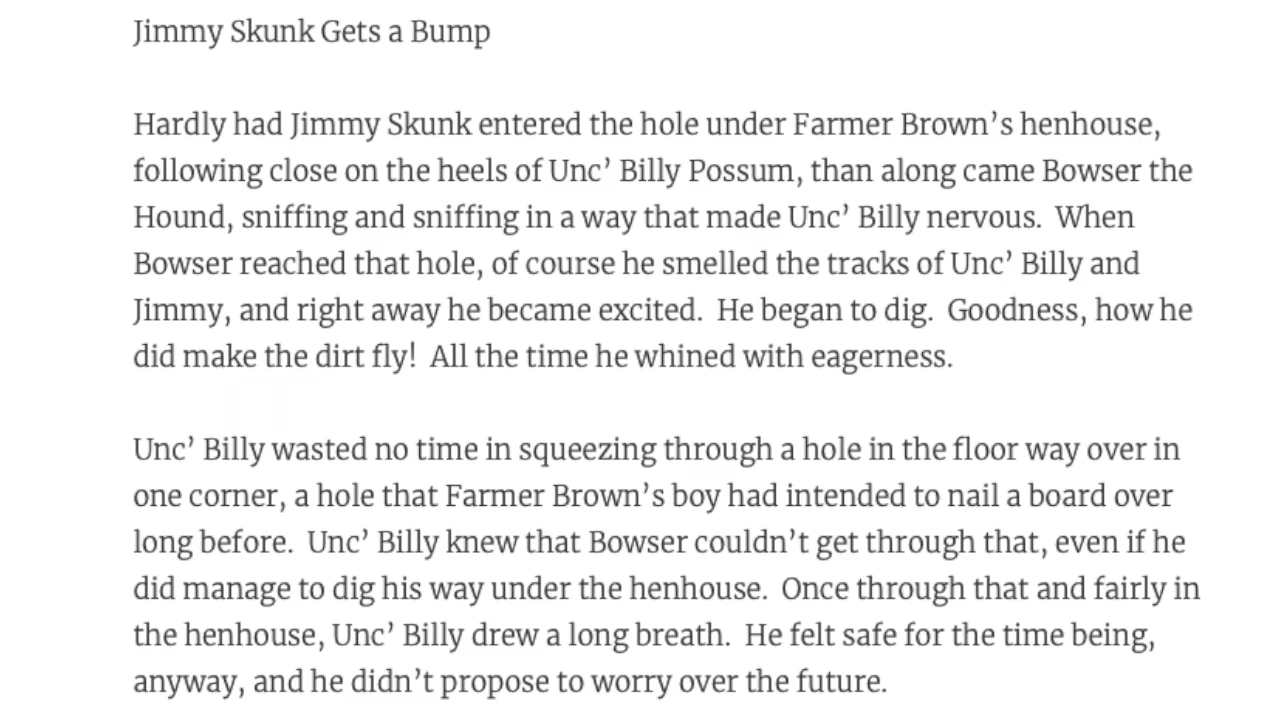 Jimmy Skunk Gets a Bump
Hardly had Jimmy Skunk entered the hole under Farmer Brown’s henhouse,
following close on the heels of Unc’ Billy Possum, than along came Bowser the
Hound, sniffing and sniffing in a way that made Unc’ Billy nervous.  When
Bowser reached that hole, of course he smelled the tracks of Unc’ Billy and
Jimmy, and right away he became excited.  He began to dig.  Goodness, how he
did make the dirt fly!  All the time he whined with eagerness.
Unc’ Billy wasted no time in squeezing through a hole in the floor way over in
one corner, a hole that Farmer Brown’s boy had intended to nail a board over
long before.  Unc’ Billy knew that Bowser couldn’t get through that, even if he
did manage to dig his way under the henhouse.  Once through that and fairly in
the henhouse, Unc’ Billy drew a long breath.  He felt safe for the time being,
anyway, and he didn’t propose to worry over the future.